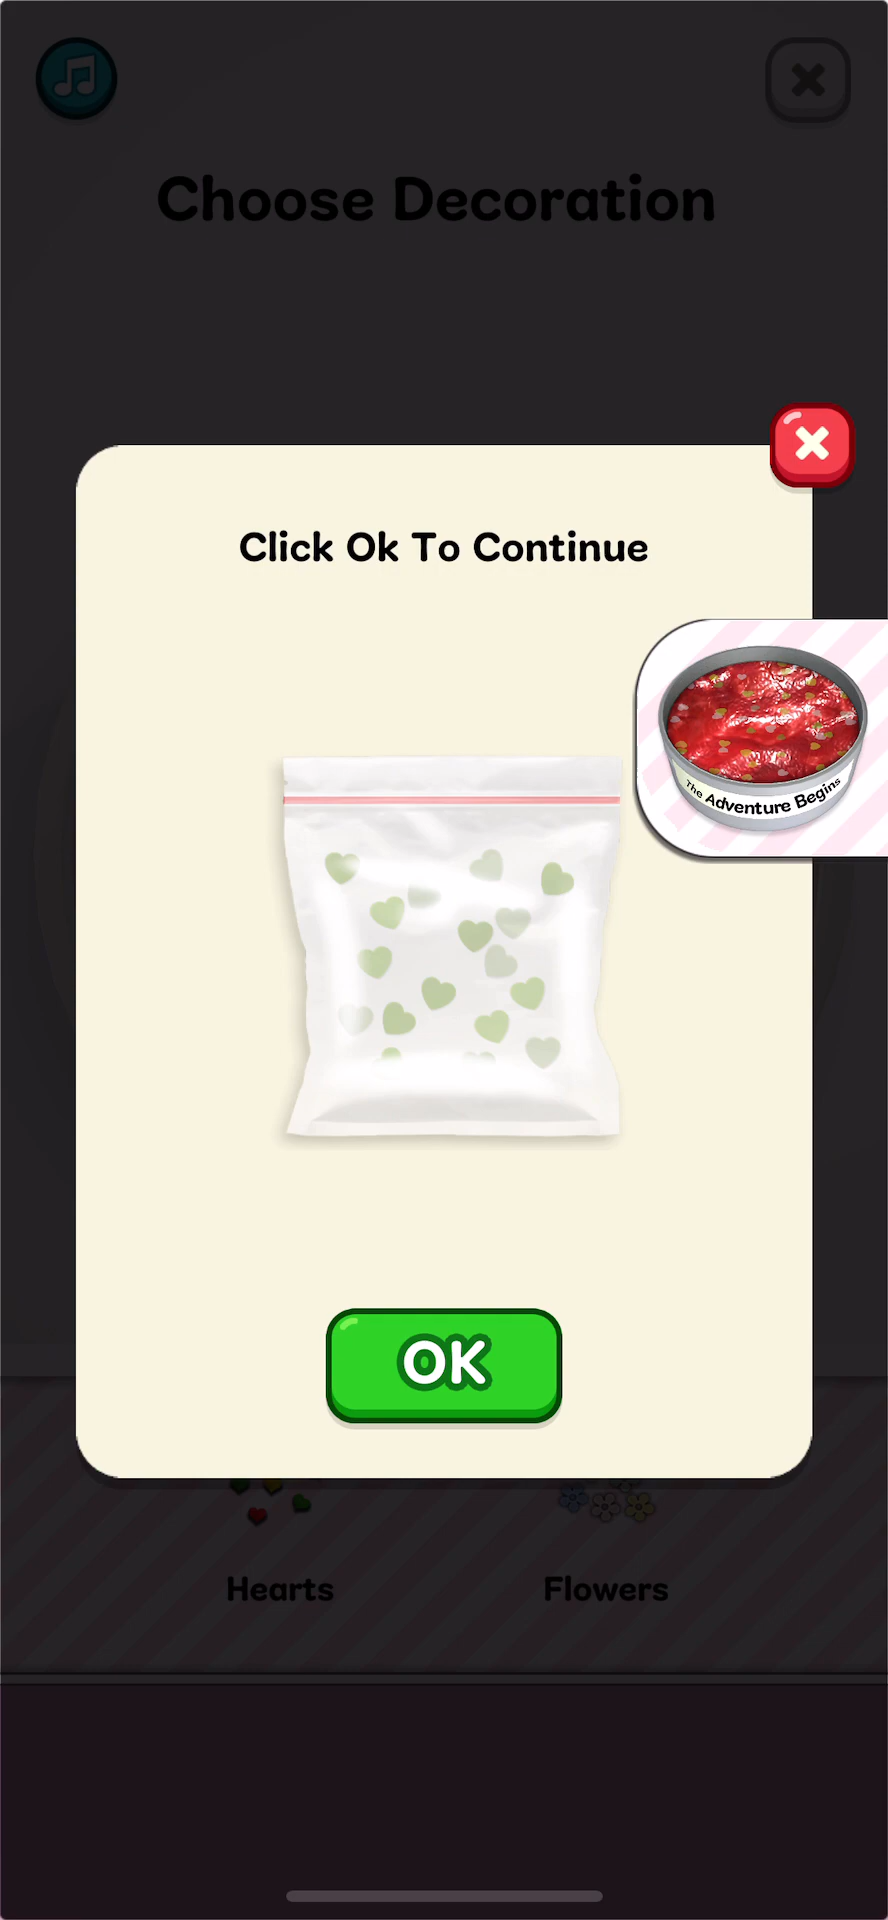 Choose Decoration
Click Ok To Continue
The Adventure Begins
OK
Hearts
Flowers